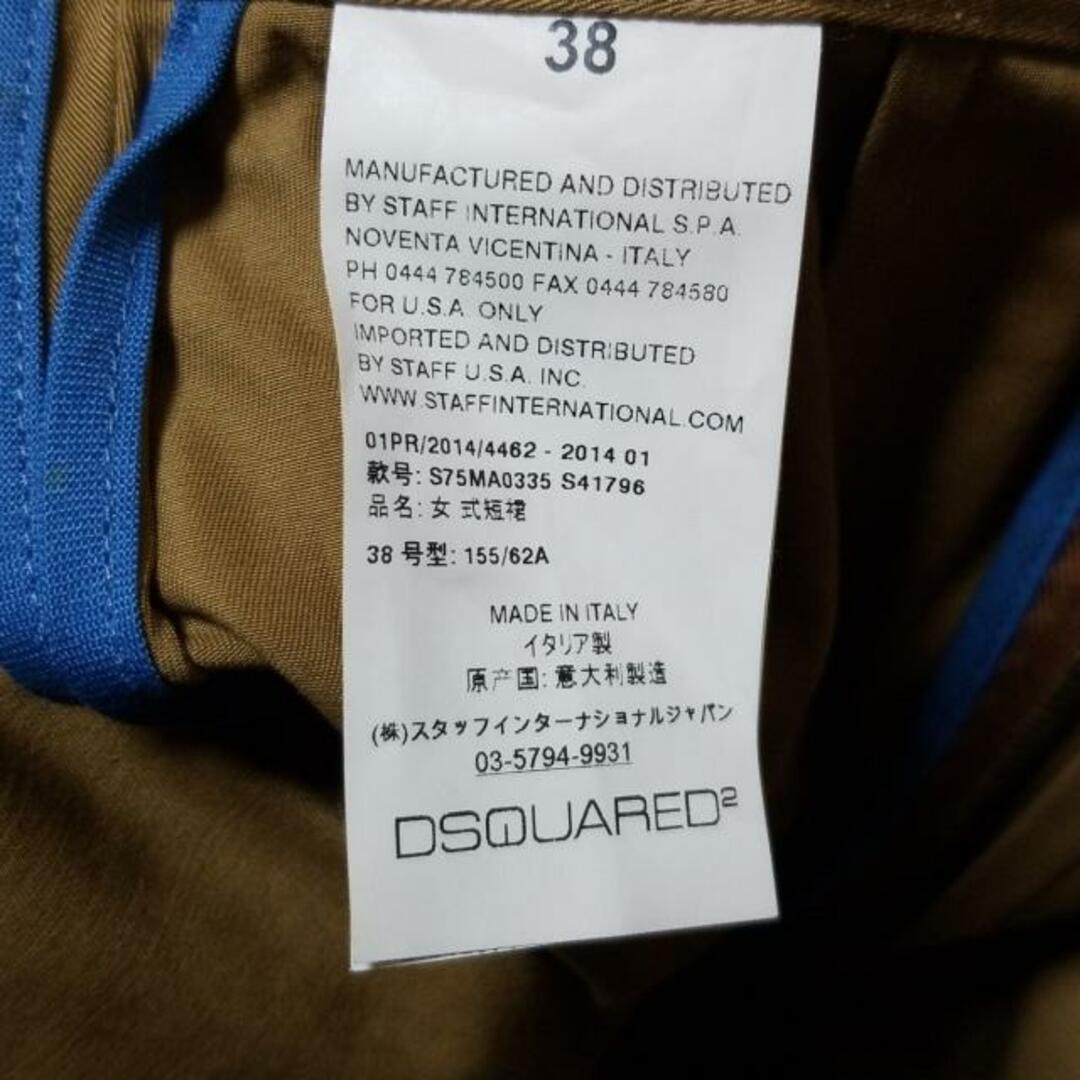 38
MANUFACTURED AND DISTRIBUTED
BY STAFF INTERNATIONAL S.P.A.
NOVENTA VICENTINA - ITALY
PH 0444 784500 FAX 0444 784580
FOR U.S.A. ONLY
IMPORTED AND DISTRIBUTED
BY STAFF U.S.A. INC.
WWW.STAFFINTERNATIONAL.COM
01PR/2014/4462 - 2014 01
款号: S75MA0335 S41796
品名: 女 式短裙
38 号型: 155/62A
MADE IN ITALY
イタリア製
原产国: 意大利製造
(株)スタッフインターナショナルジャパン
03-5794-9931
DSQUARED²